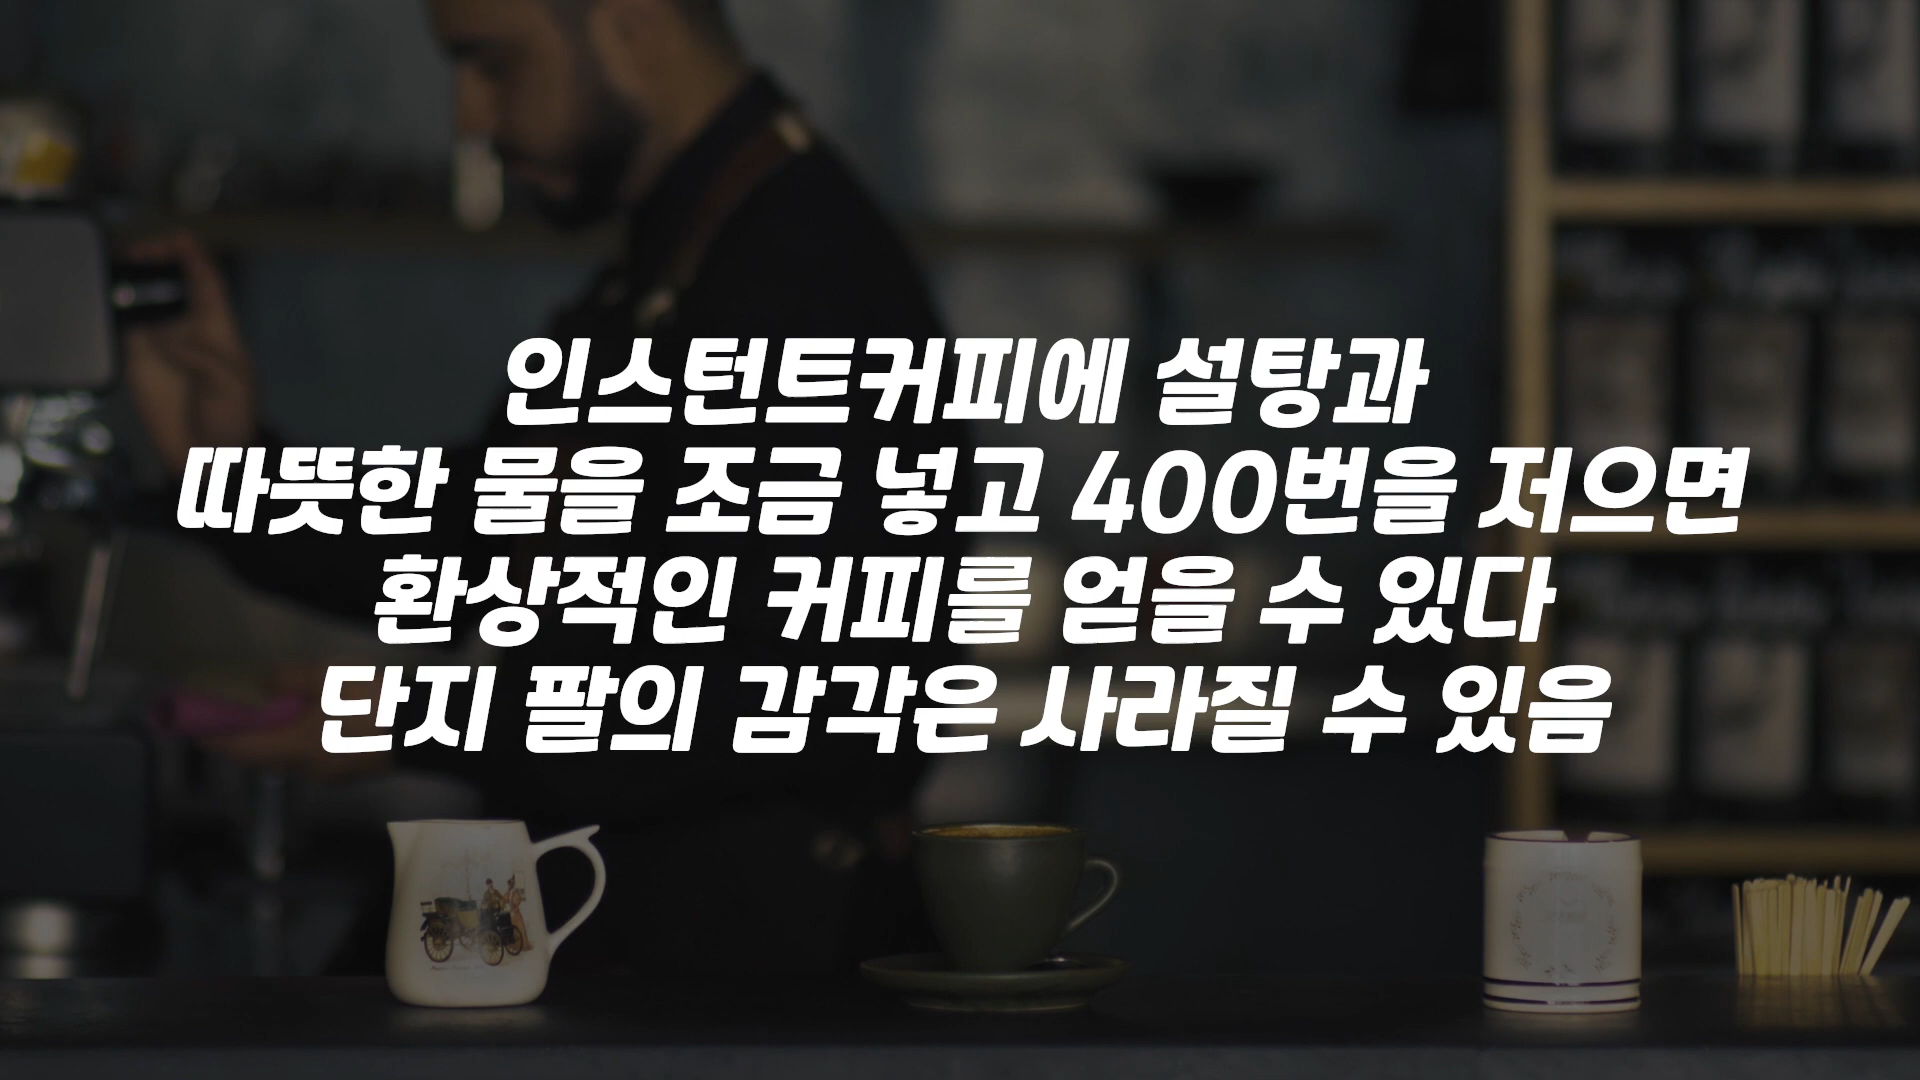 인스턴트커피에 설탕과
따뜻한 물을 조금 넣고 400번을 저으면
환상적인 커피를 얻을 수 있다
단지 팔의 감각은 사라질 수 있음